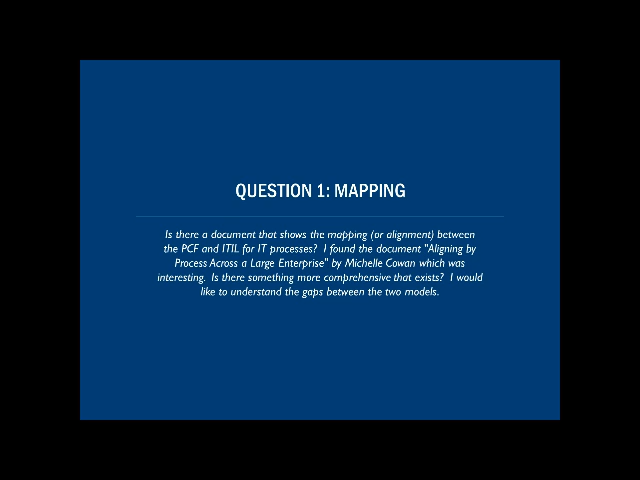 QUESTION 1: MAPPING
Is there a document that shows the mapping (or alignment) between
the PCF and ITIL for IT processes?  I found the document "Aligning by
Process Across a Large Enterprise" by Michelle Cowan which was
interesting.  Is there something more comprehensive that exists?  I would
like to understand the gaps between the two models.